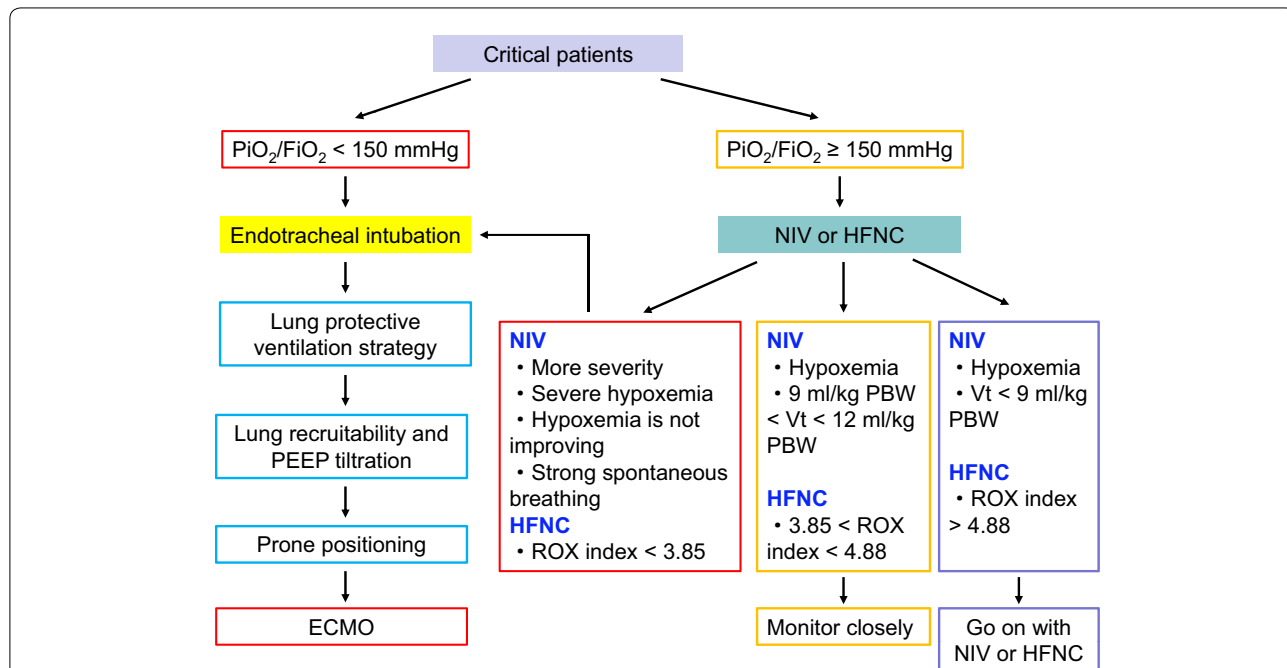 Critical patients
PiO₂/FiO₂ < 150 mmHg
PiO₂/FiO₂ ≥ 150 mmHg
Endotracheal intubation
NIV or HFNC
Lung protective
ventilation strategy
Lung recruitability and
PEEP tiltration
Prone positioning
ECMO
NIV
・More severity
・Severe hypoxemia
・Hypoxemia is not
improving
・Strong spontaneous
breathing
HFNC
・ROX index < 3.85
NIV
・Hypoxemia
・9 ml/kg PBW
< Vt < 12 ml/kg
PBW
HFNC
・3.85 < ROX
index < 4.88
Monitor closely
NIV
・Hypoxemia
・Vt < 9 ml/kg
PBW
HFNC
・ROX index
> 4.88
Go on with
NIV or HFNC